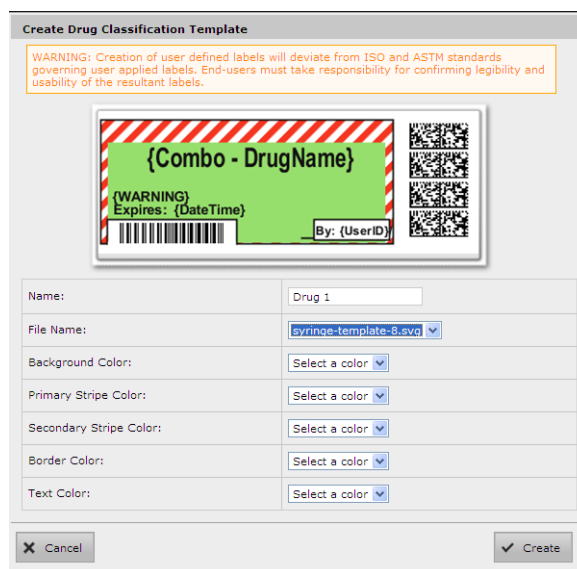 Create Drug Classification Template
WARNING: Creation of user defined labels will deviate from ISO and ASTM standards
governing user applied labels. End-users must take responsibility for confirming legibility and
usability of the resultant labels.
{Combo - DrugName}
{WARNING}
Expires: {DateTime}
__By: {UserID}
Name: Drug 1
File Name: syringe-template-8.svg
Background Color: Select a color
Primary Stripe Color: Select a color
Secondary Stripe Color: Select a color
Border Color: Select a color
Text Color: Select a color
Cancel Create